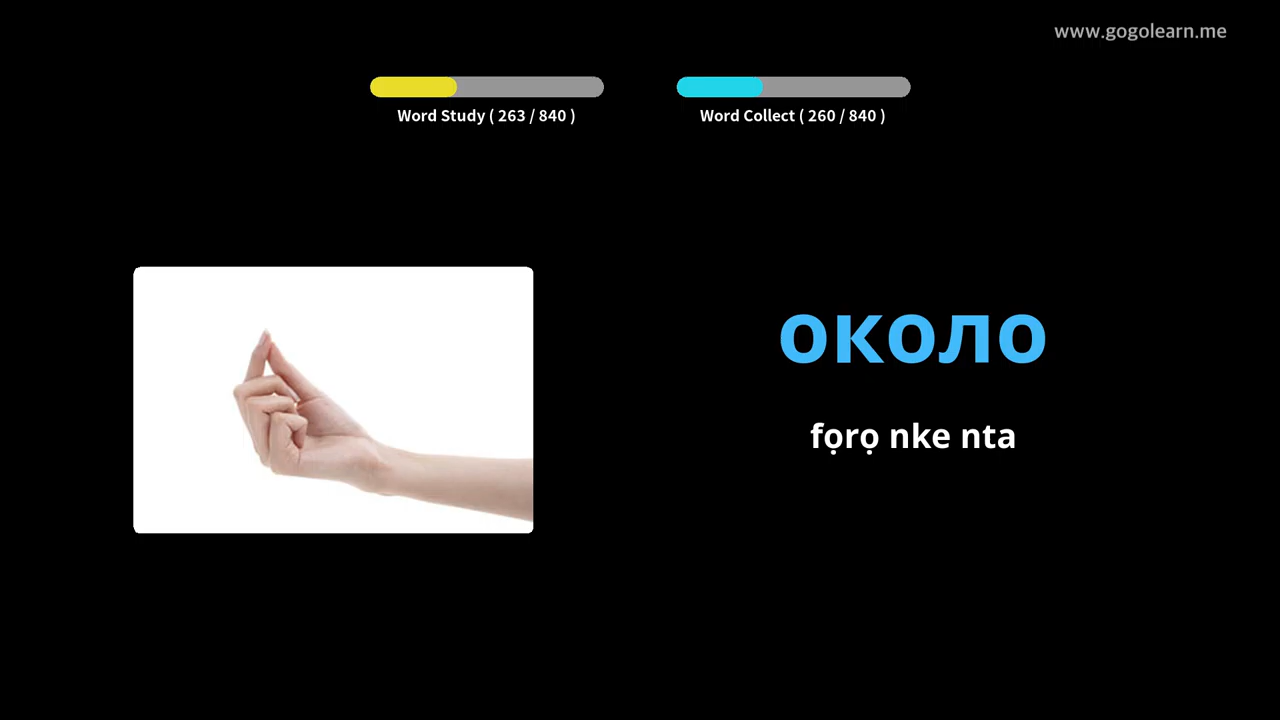 www.gogolearn.me
Word Study ( 263 / 840 )
Word Collect ( 260 / 840 )
около
fọrọ nke nta